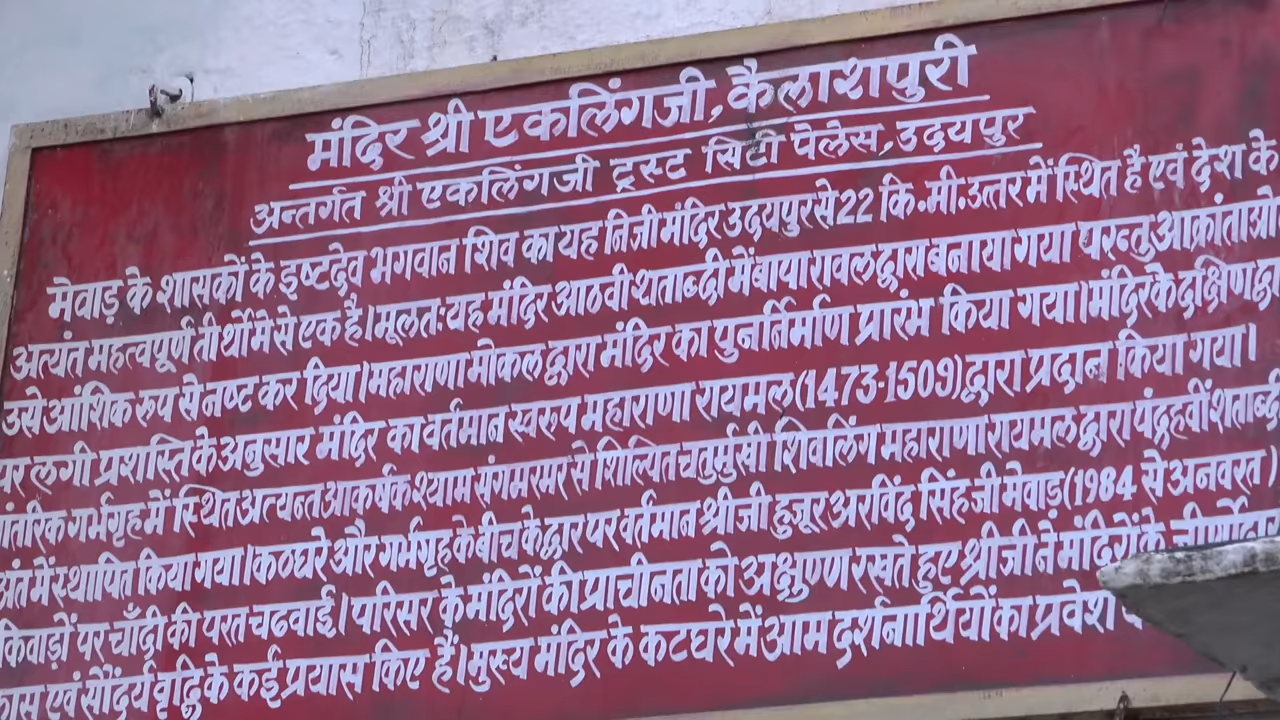 मंदिर श्री एकलिंगजी, कैलाशपुरी
अन्तर्गत श्री एकलिंगजी ट्रस्ट सिटी पेलेस, उदयपुर
मेवाड़ के शासकों के इष्टदेव भगवान शिव का यह निजी मंदिर उदयपुर से 22 कि.मी. उत्तर में स्थित है एवं देश के
अत्यंत महत्वपूर्ण तीर्थो मे से एक है। मूलतः यह मंदिर आठवी शताब्दी में बापा रावल द्वारा बनाया गया परन्तु आक्रांताओ
उसे आंशिक रुप से नष्ट कर दिया। महाराणा मोकल द्वारा मंदिर का पुनर्निर्माण प्रारंभ किया गया। मंदिर के दक्षिण द्वा
पर लगी प्रशस्ति के अनुसार मंदिर का वर्तमान स्वरुप महाराणा रायमल (1473-1509) द्वारा प्रदान किया गया।
गर्भगृह में स्थित अत्यन्त आकर्षक श्याम संगमरमर से शिल्पित चतुर्मुखी शिवलिंग महाराणा रायमल द्वारा पंद्रहवीं शताब्दी
अंत में स्थापित किया गया। कठघरे और गर्भगृह के बीच के द्वार पर वर्तमान श्रीजी हुजूर अरविंद सिंह जी मेवाड़ (1984 से अनवरत)
किवाड़ों पर चाँदी की परत चढवाई। परिसर के मंदिरों की प्राचीनता को अक्षुण्ण रखते हुए श्रीजी ने मंदिरों के
एवं सौंदर्य वृद्धि के कई प्रयास किए हैं। मुख्य मंदिर के कटघरे में आम दर्शनार्थियों का प्रवेश